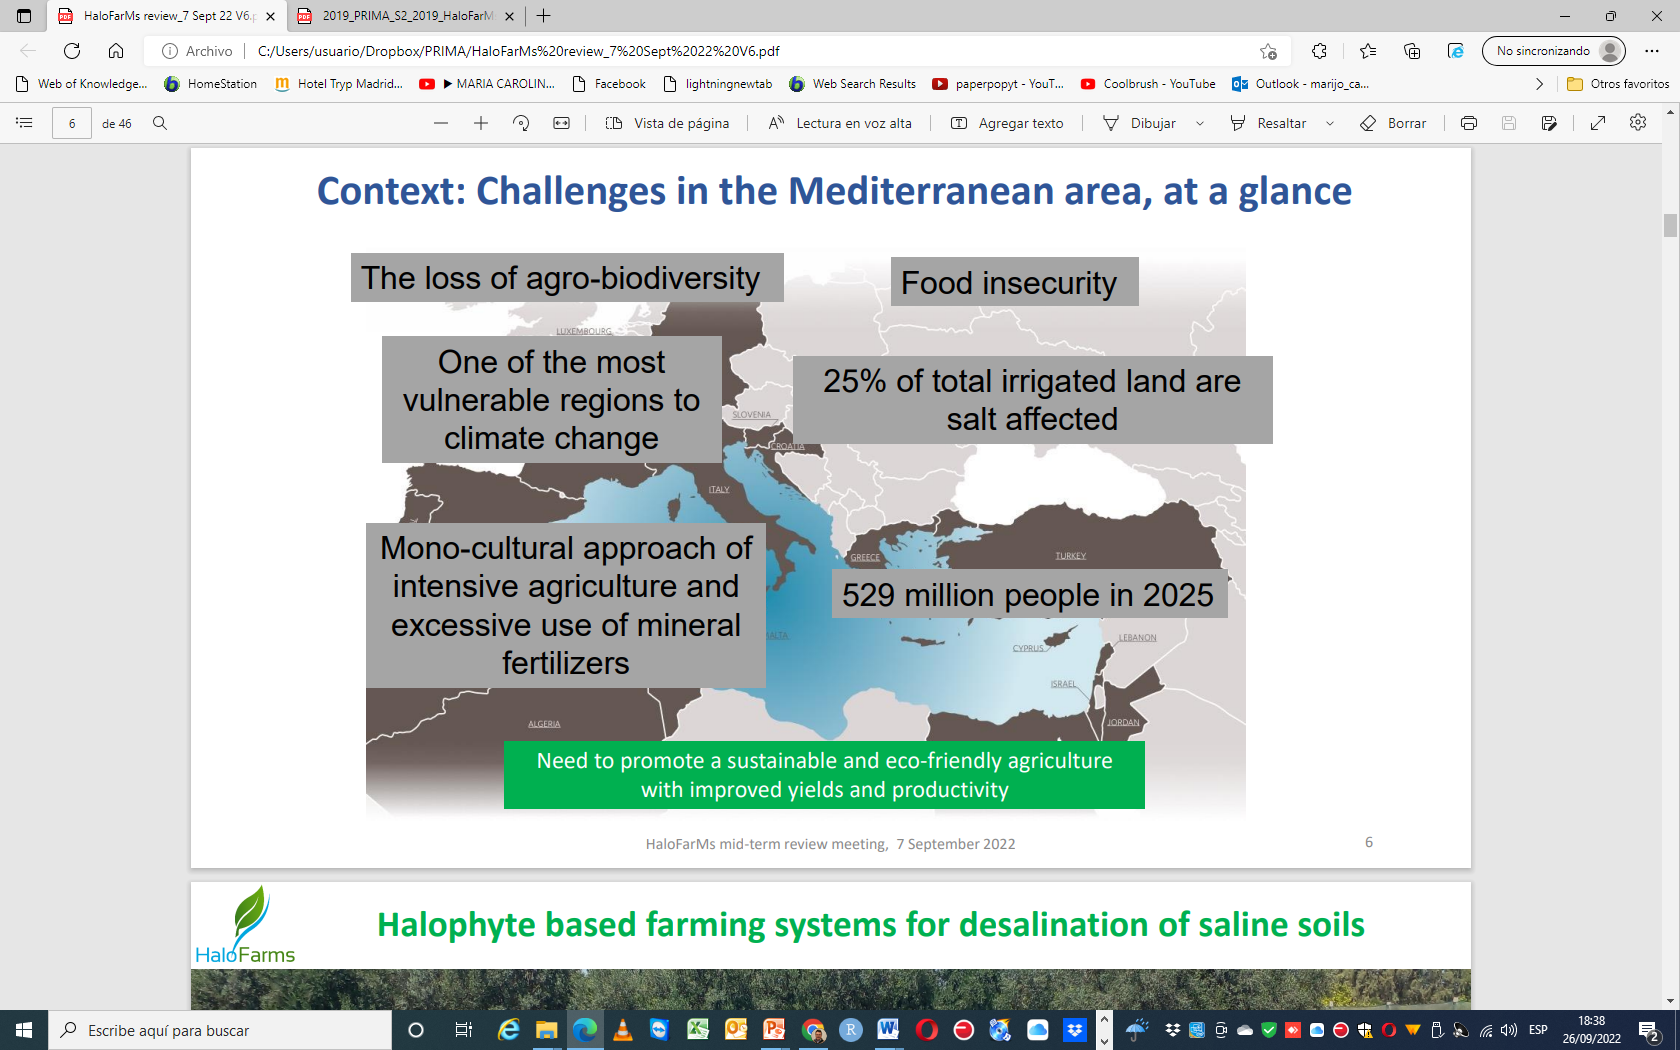 HaloFarMs review_7 Sept 22 V6.p
2019_PRIMA_S2_2019_HaloFarM
Archivo
C:/Users/usuario/Dropbox/PRIMA/HaloFarMs%20review_7%20Sept%2022%20V6.pdf
No sincronizando
Web of Knowledge...
HomeStation
Hotel Tryp Madrid...
▶ MARIA CAROLIN...
Facebook
lightningnewtab
Web Search Results
paperpopyt - YouT...
Coolbrush - YouTube
Outlook - marijo_ca...
Otros favoritos
6 de 46
Vista de página
Lectura en voz alta
Agregar texto
Dibujar
Resaltar
Borrar
Context: Challenges in the Mediterranean area, at a glance
The loss of agro-biodiversity
Food insecurity
LUXEMBOURG
One of the most
vulnerable regions to
climate change
25% of total irrigated land are
salt affected
SLOVENIA
CROATIA
ITALY
Mono-cultural approach of
intensive agriculture and
excessive use of mineral
fertilizers
GREECE
TURKEY
529 million people in 2025
CYPRUS
LEBANON
ISRAEL
JORDAN
ALGERIA
Need to promote a sustainable and eco-friendly agriculture
with improved yields and productivity
HaloFarMs mid-term review meeting, 7 September 2022
6
HaloFarms
Halophyte based farming systems for desalination of saline soils
Escribe aquí para buscar
ESP
18:38
26/09/2022
2